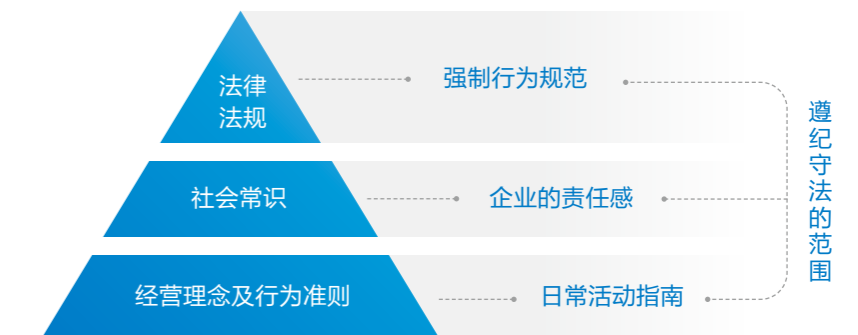 法律
法规
强制行为规范
社会常识
企业的责任感
经营理念及行为准则
日常活动指南
遵纪守法的范围